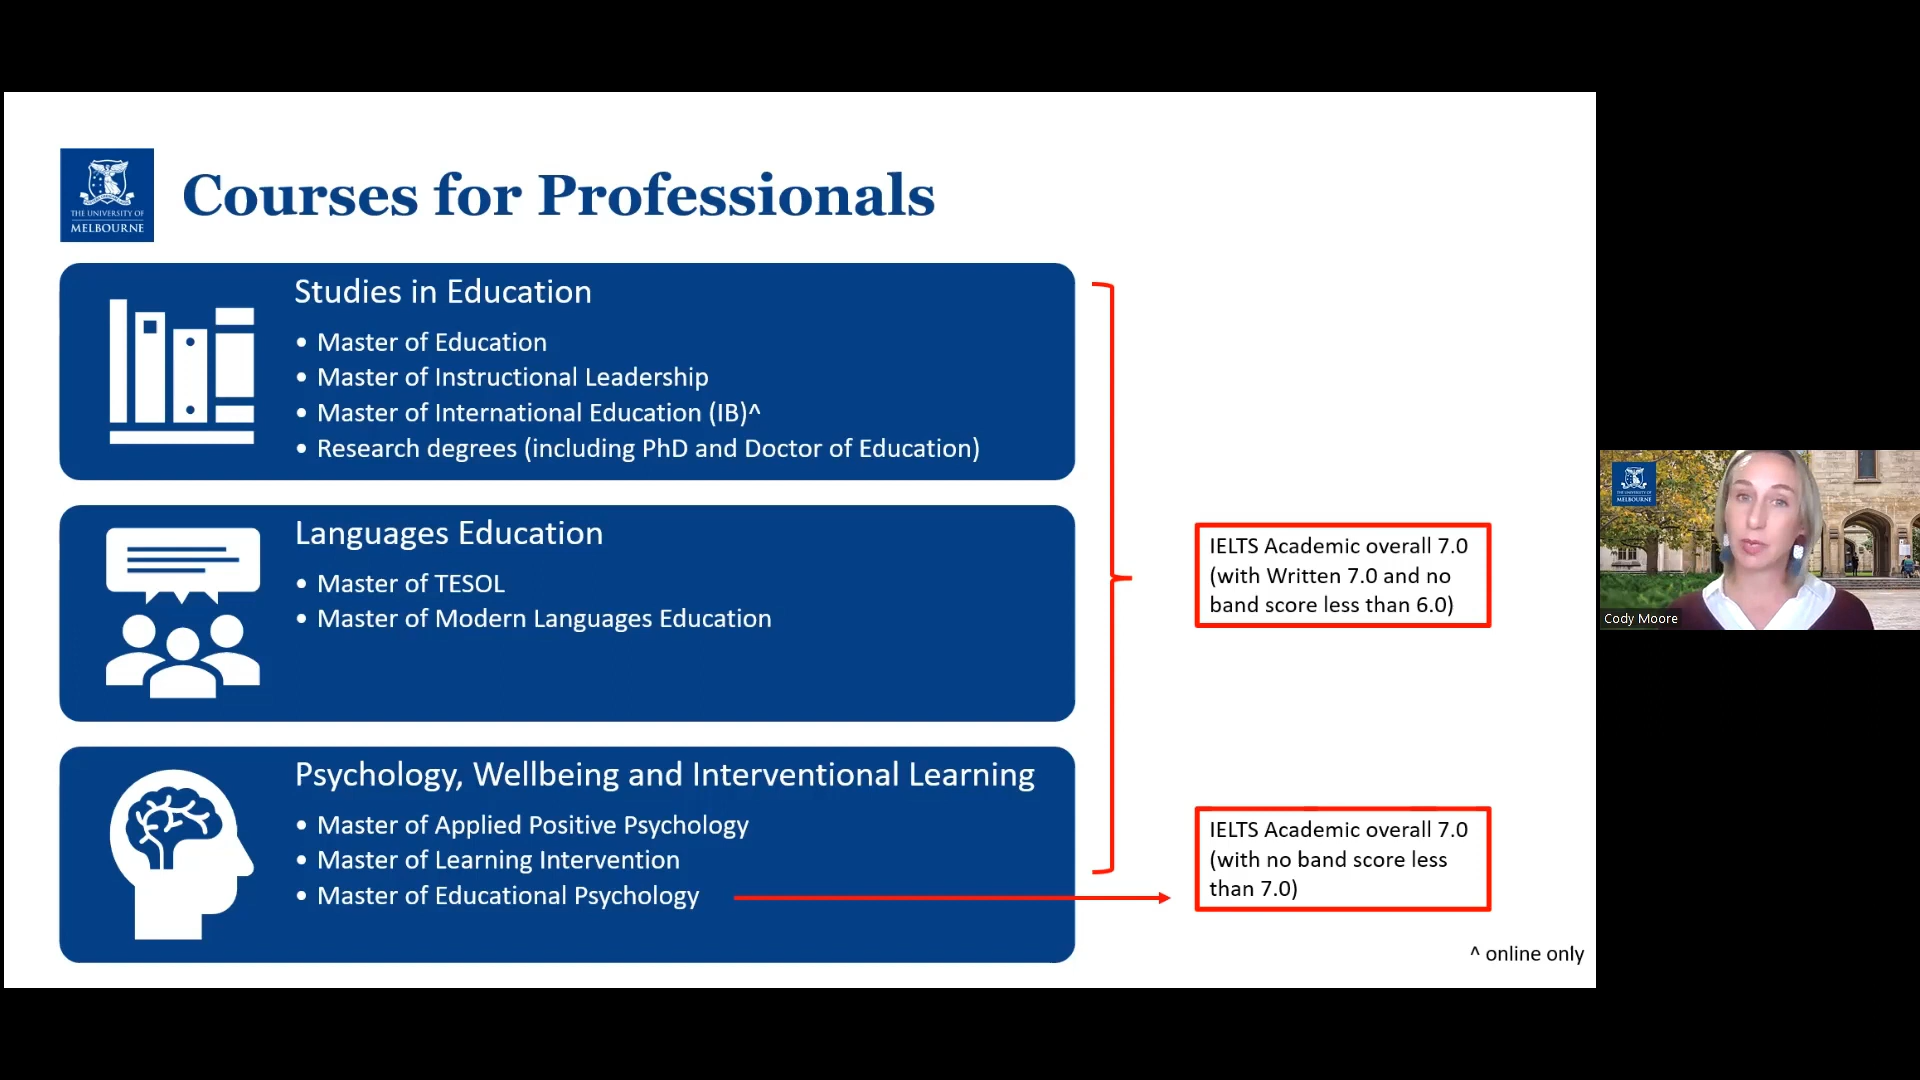 THE UNIVERSITY OF
MELBOURNE
Courses for Professionals
Studies in Education
• Master of Education
• Master of Instructional Leadership
• Master of International Education (IB)^
• Research degrees (including PhD and Doctor of Education)
Languages Education
• Master of TESOL
• Master of Modern Languages Education
Psychology, Wellbeing and Interventional Learning
• Master of Applied Positive Psychology
• Master of Learning Intervention
• Master of Educational Psychology
IELTS Academic overall 7.0
(with Written 7.0 and no
band score less than 6.0)
IELTS Academic overall 7.0
(with no band score less
than 7.0)
^ online only
THE UNIVERSITY OF
MELBOURNE
Cody Moore